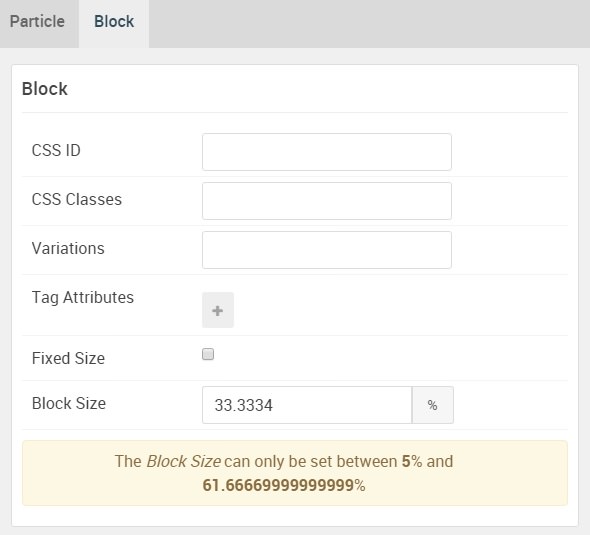 Particle Block
Block
CSS ID
CSS Classes
Variations
Tag Attributes
+
Fixed Size
Block Size 33.3334 %
The Block Size can only be set between 5% and
61.66669999999999%